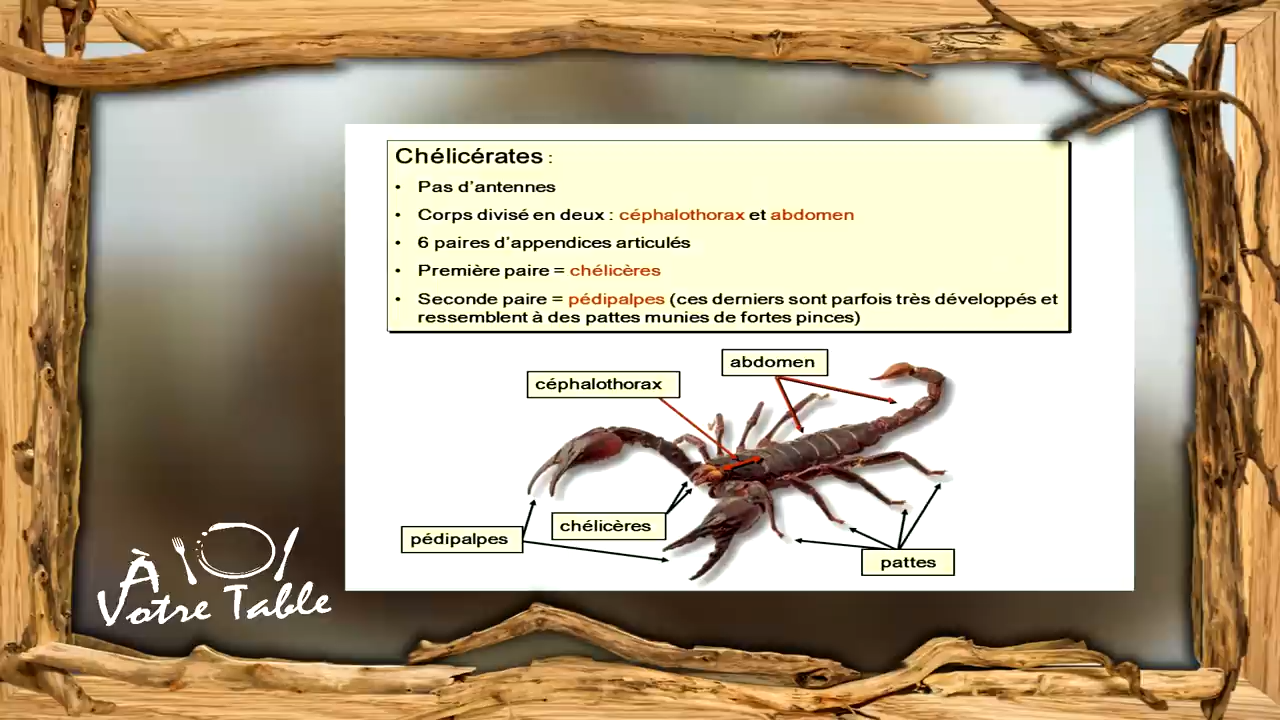 Chélicérates :
• Pas d'antennes
• Corps divisé en deux : céphalothorax et abdomen
• 6 paires d'appendices articulés
• Première paire = chélicères
• Seconde paire = pédipalpes (ces derniers sont parfois très développés et
ressemblent à des pattes munies de fortes pinces)
abdomen
céphalothorax
chélicères
pédipalpes
pattes
À
Votre Table